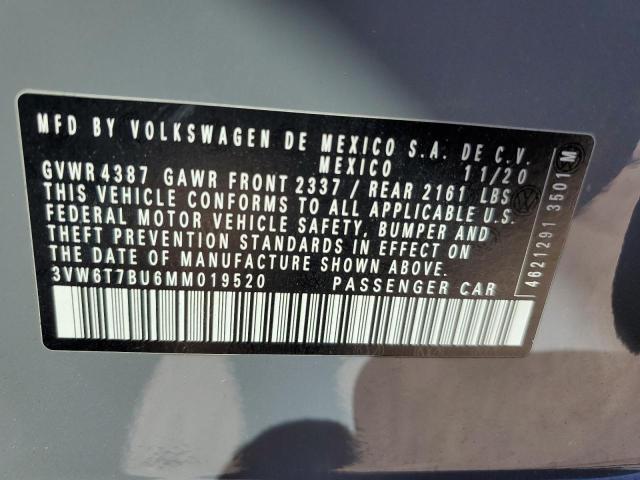 MFD BY VOLKSWAGEN DE MEXICO S.A. DE C.V.
MEXICO 11/20
GVWR 4387 GAWR FRONT 2337 / REAR 2161 LBS
THIS VEHICLE CONFORMS TO ALL APPLICABLE U.S.
FEDERAL MOTOR VEHICLE SAFETY, BUMPER AND
THEFT PREVENTION STANDARDS IN EFFECT ON
THE DATE OF MANUFACTURE SHOWN ABOVE.
3VW6T7BU6MM019520 PASSENGER CAR
4621291 3501 M